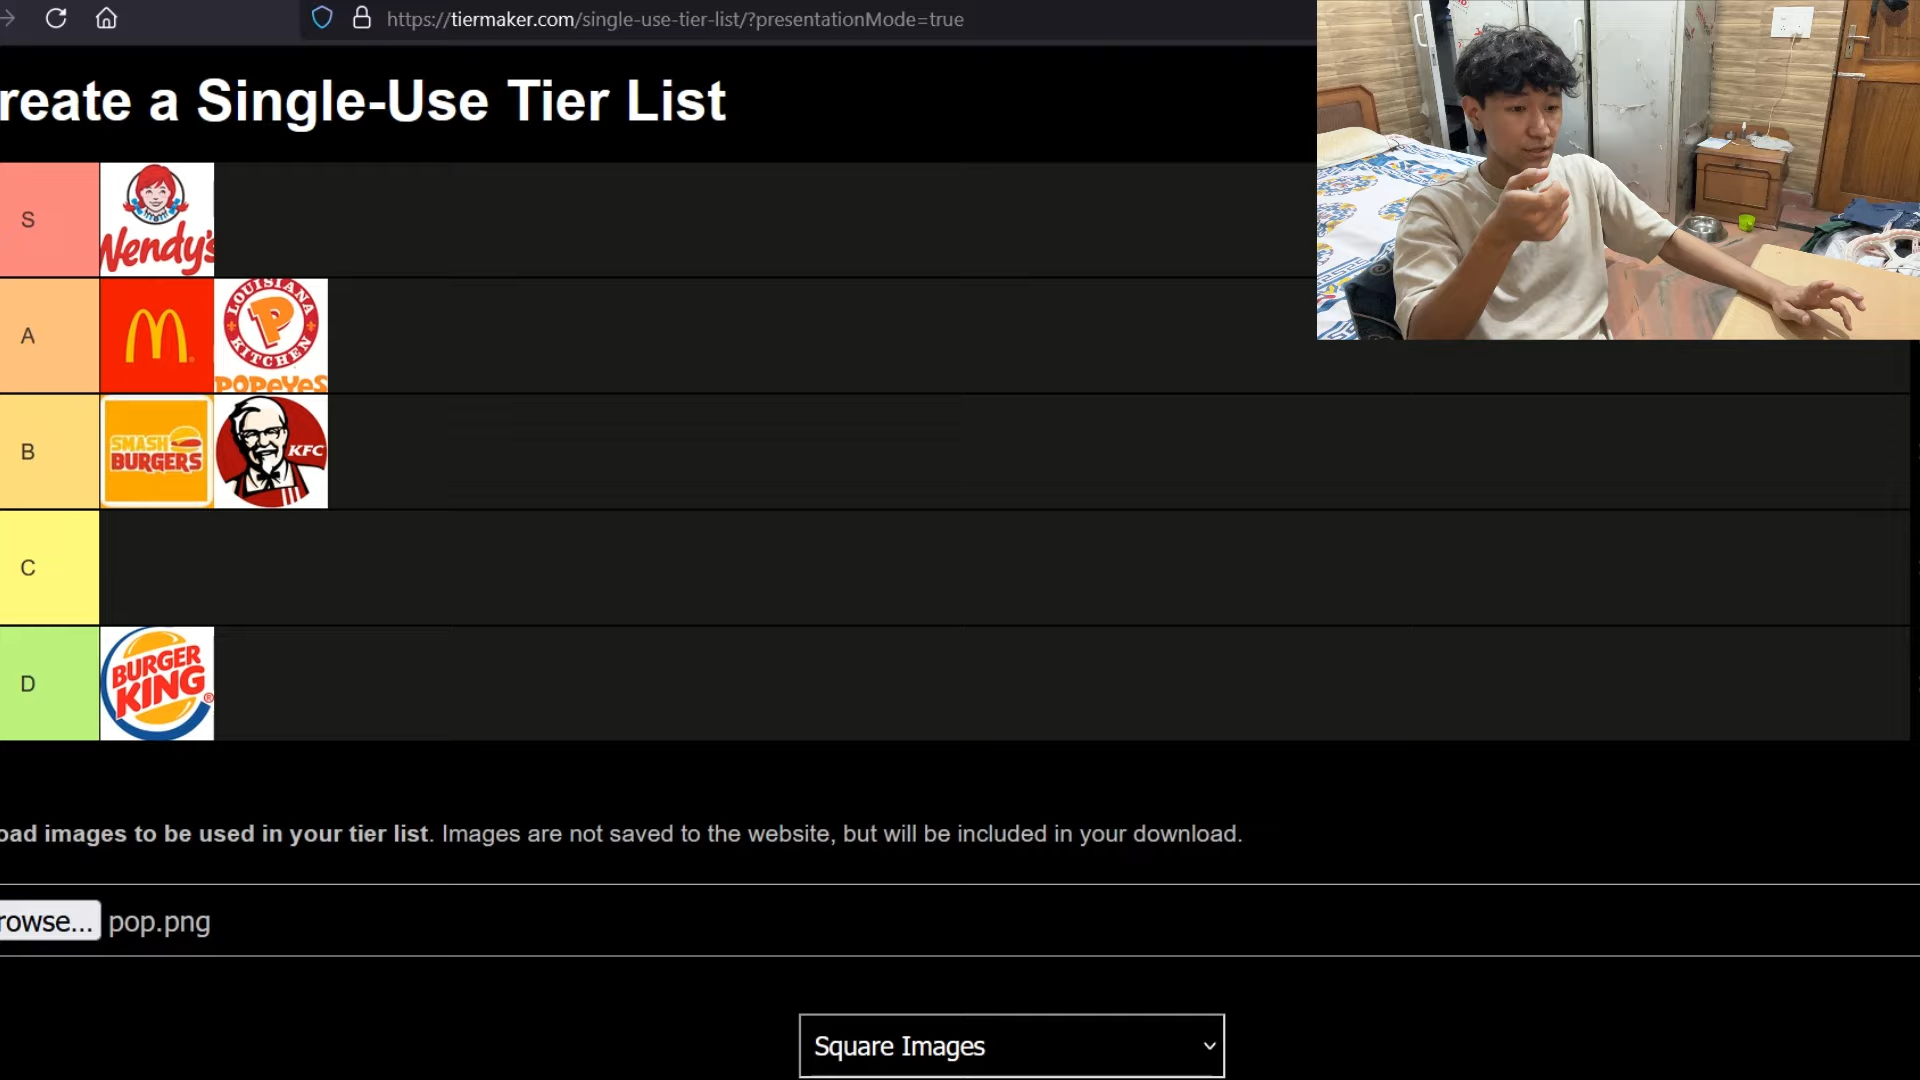 https://tiermaker.com/single-use-tier-list/?presentationMode=true
reate a Single-Use Tier List
S
Wendy's
A
M
LOUISIANA
P
KITCHEN
POPEYES
B
SMASH
BURGERS
KFC
C
D
BURGER
KING®
oad images to be used in your tier list. Images are not saved to the website, but will be included in your download.
rowse... pop.png
Square Images